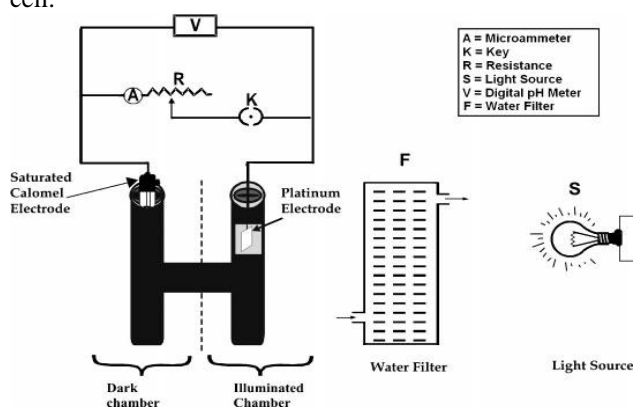 cell.
V
A = Microammeter
K = Key
R = Resistance
S = Light Source
V = Digital pH Meter
F = Water Filter
R
A
K
F
S
Saturated
Calomel
Electrode
Platinum
Electrode
Water Filter
Light Source
Dark
chamber
Illuminated
Chamber